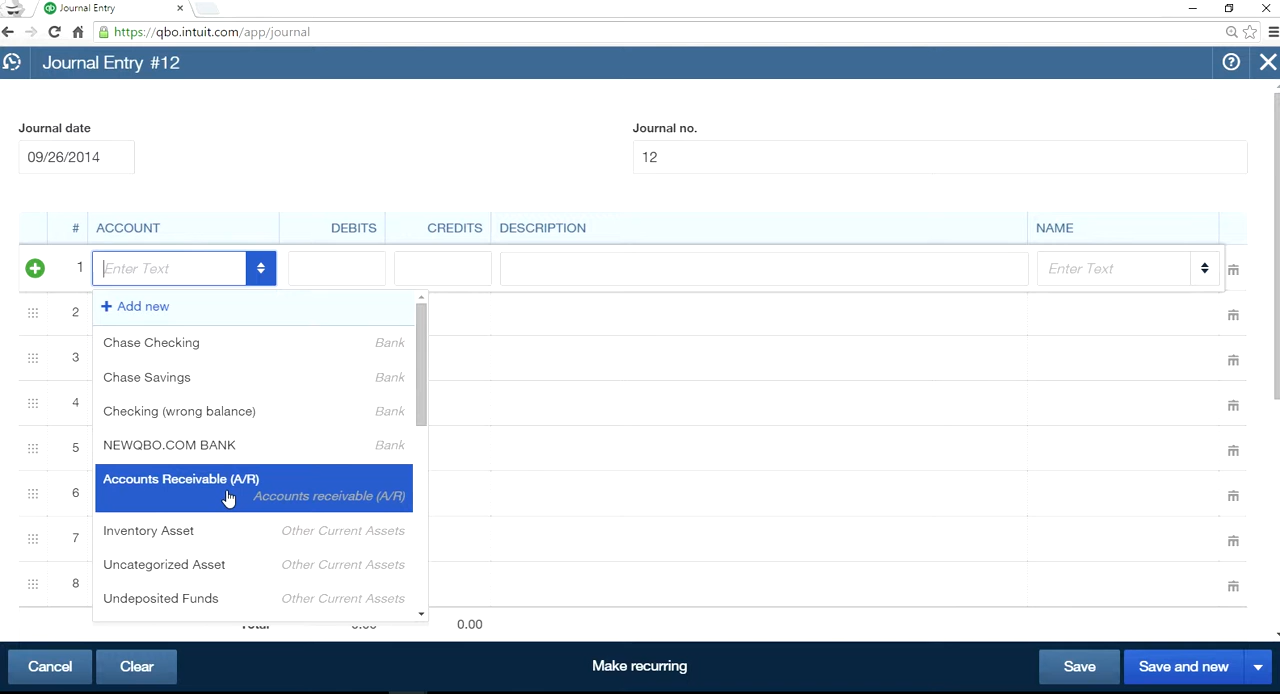 Journal Entry
https://qbo.intuit.com/app/journal
Journal Entry #12
Journal date
Journal no.
09/26/2014
12
# ACCOUNT DEBITS CREDITS DESCRIPTION NAME
1 Enter Text Enter Text
+ Add new
2
Chase Checking Bank
3
Chase Savings Bank
4
Checking (wrong balance) Bank
5
NEWQBO.COM BANK Bank
6
Accounts Receivable (A/R)
Accounts receivable (A/R)
7
Inventory Asset Other Current Assets
Uncategorized Asset Other Current Assets
8
Undeposited Funds Other Current Assets
Total 0.00 0.00
Cancel Clear Make recurring Save Save and new